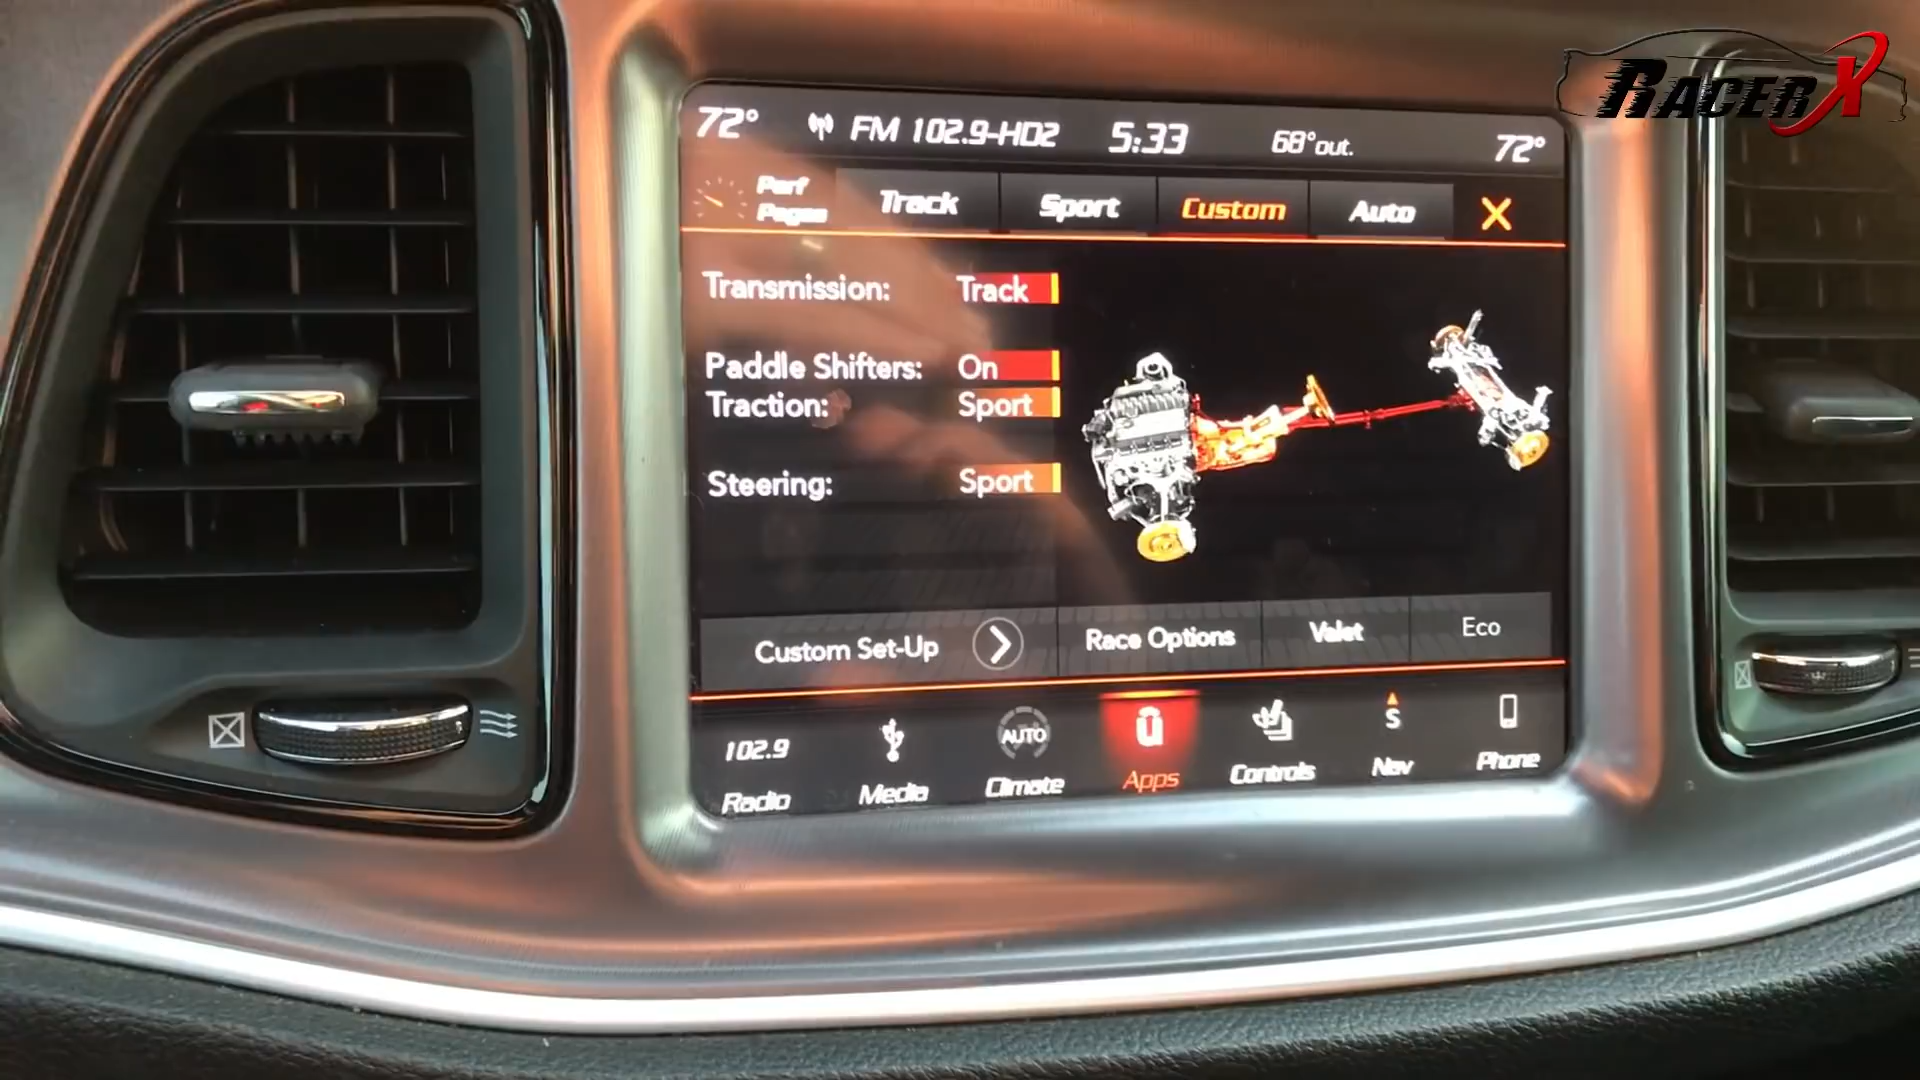 RACERX
72° FM 102.9-HD2 5:33 68°out. 72°
Perf Pages
Track
Sport
Custom
Auto
X
Transmission: Track
Paddle Shifters: On
Traction: Sport
Steering: Sport
Custom Set-Up
Race Options
Valet
Eco
102.9
Radio
Media
AUTO
Climate
Apps
Controls
S
Nav
Phone